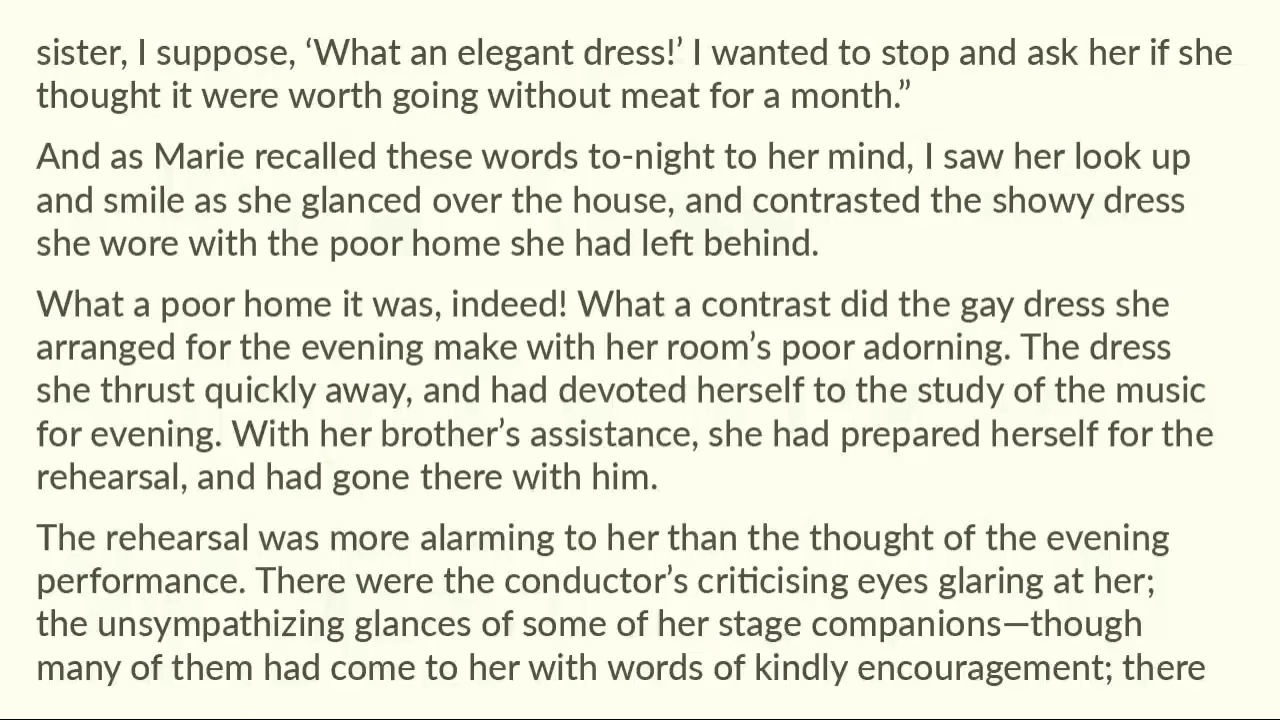 sister, I suppose, ‘What an elegant dress!’ I wanted to stop and ask her if she
thought it were worth going without meat for a month.”
And as Marie recalled these words to-night to her mind, I saw her look up
and smile as she glanced over the house, and contrasted the showy dress
she wore with the poor home she had left behind.
What a poor home it was, indeed! What a contrast did the gay dress she
arranged for the evening make with her room’s poor adorning. The dress
she thrust quickly away, and had devoted herself to the study of the music
for evening. With her brother’s assistance, she had prepared herself for the
rehearsal, and had gone there with him.
The rehearsal was more alarming to her than the thought of the evening
performance. There were the conductor’s criticising eyes glaring at her;
the unsympathizing glances of some of her stage companions—though
many of them had come to her with words of kindly encouragement; there